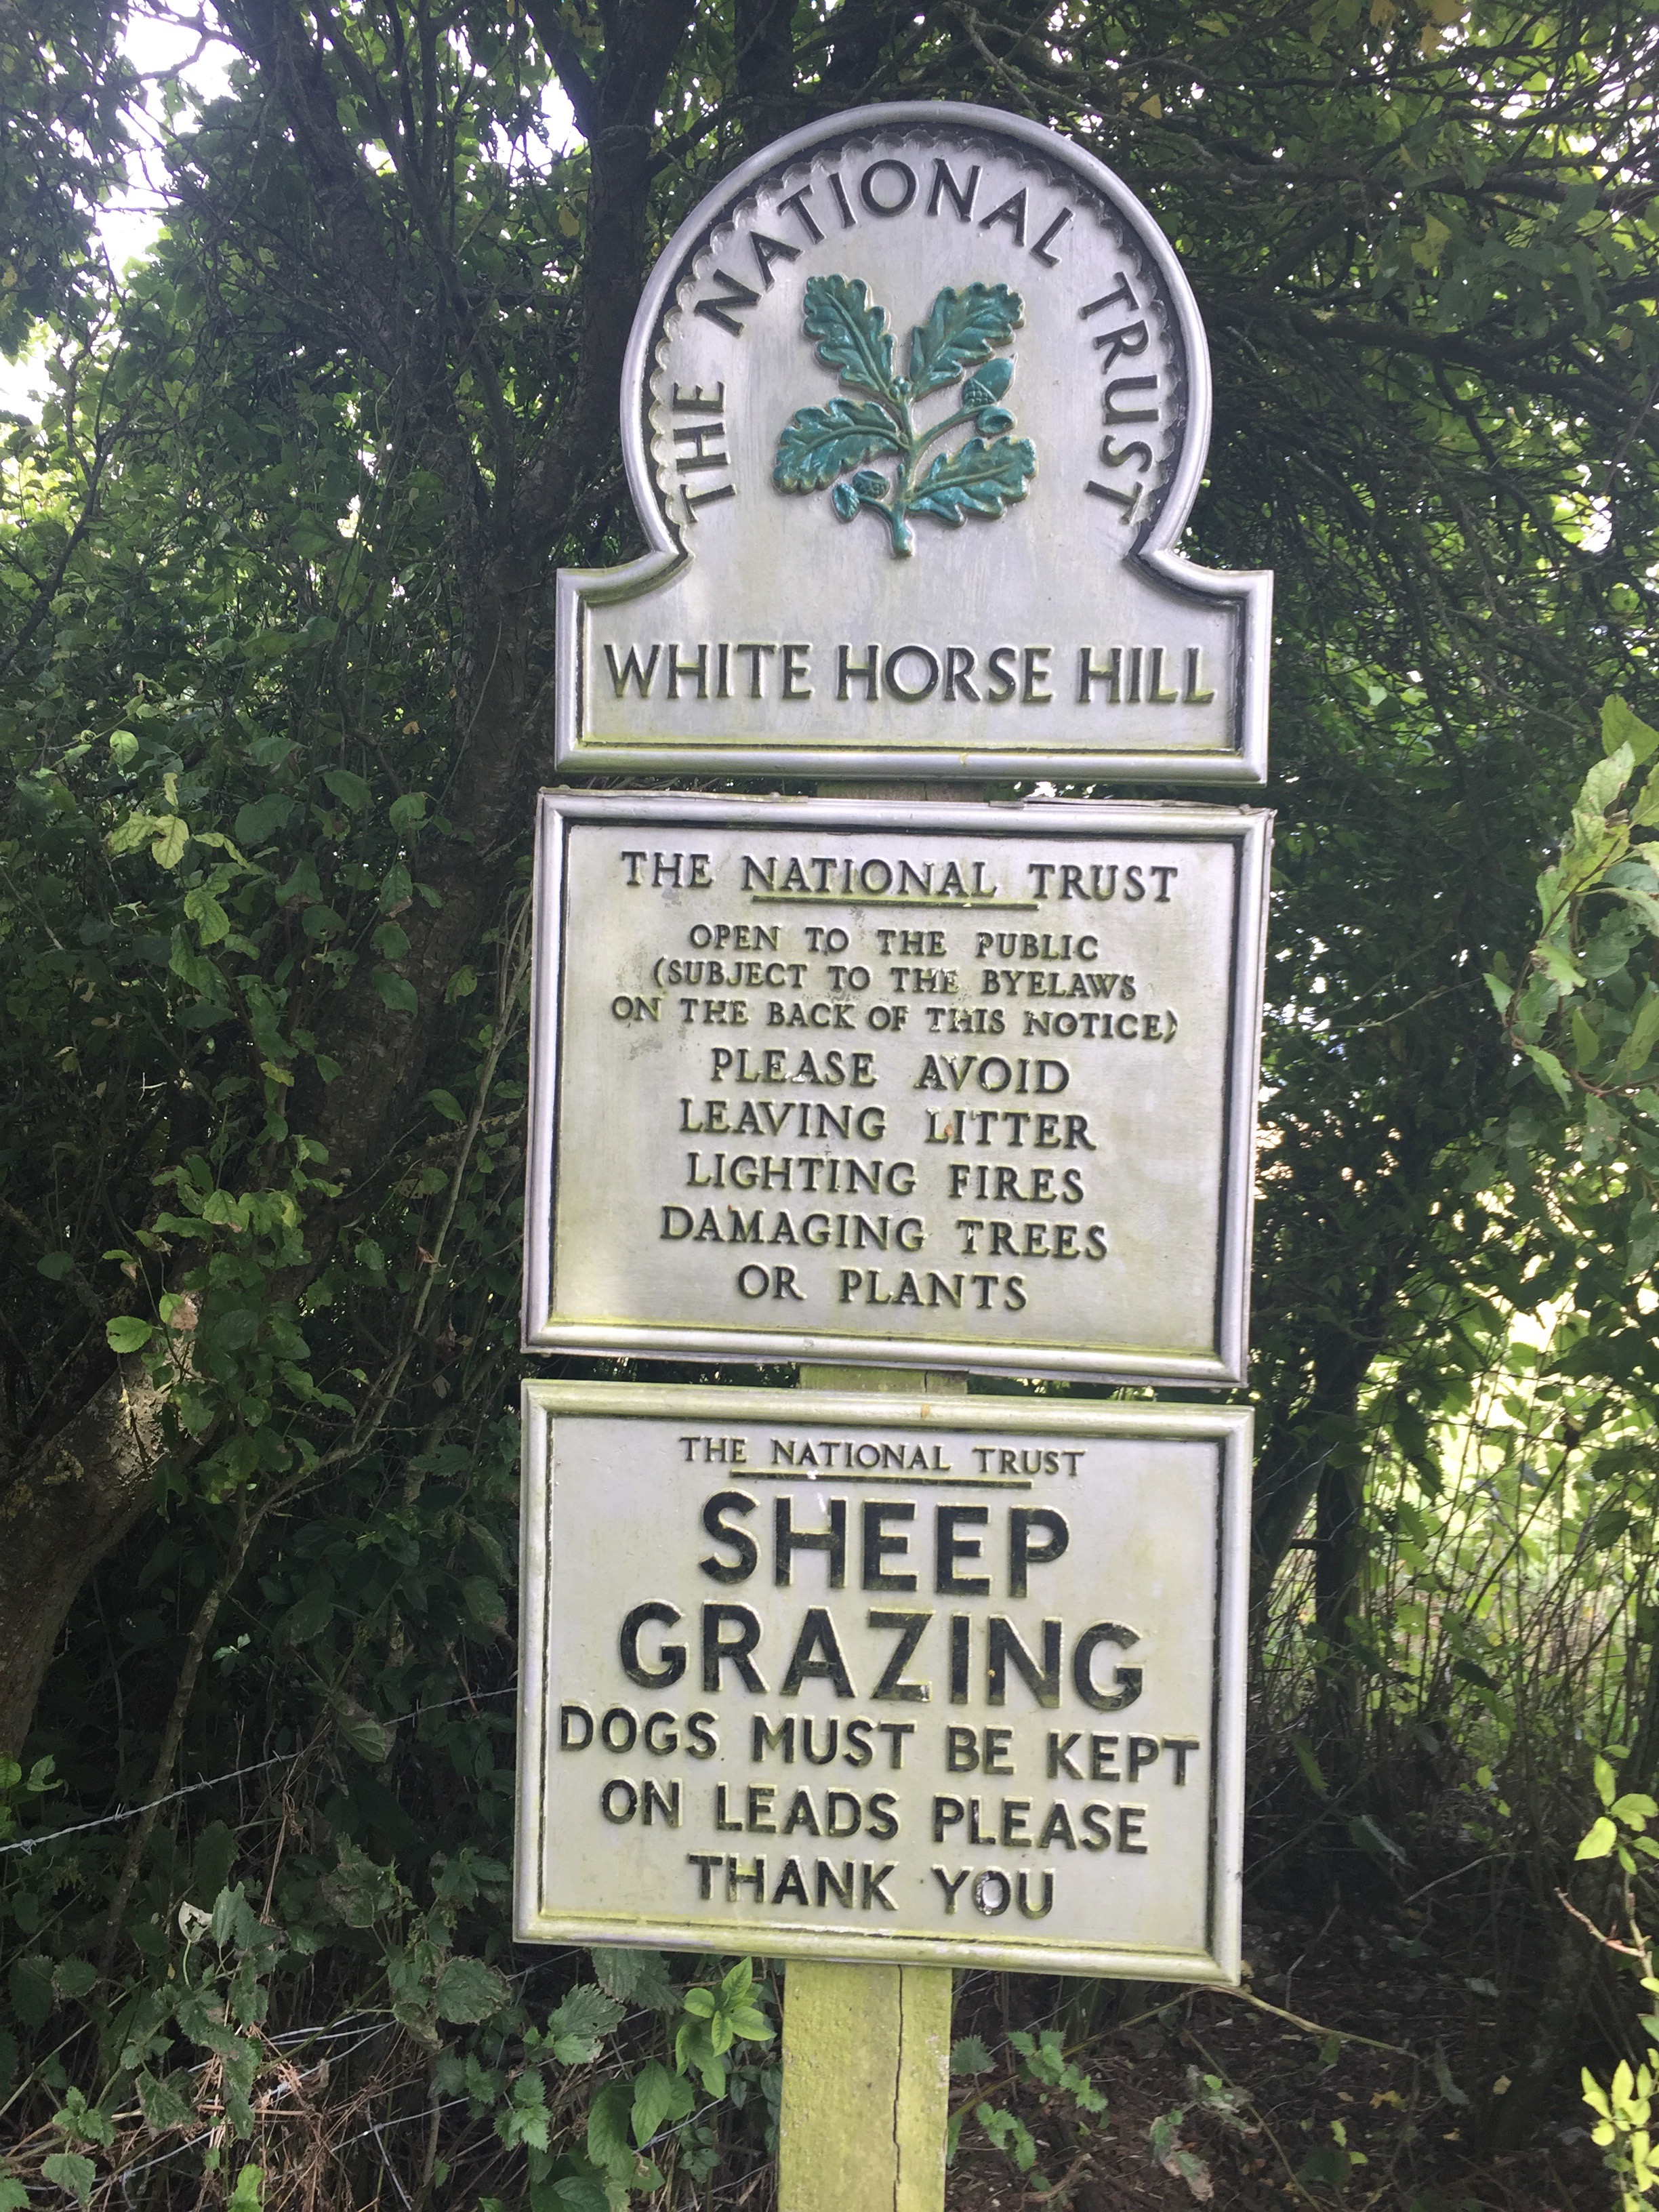 THE NATIONAL TRUST
WHITE HORSE HILL
THE NATIONAL TRUST
OPEN TO THE PUBLIC
(SUBJECT TO THE BYELAWS
ON THE BACK OF THIS NOTICE)
PLEASE AVOID
LEAVING LITTER
LIGHTING FIRES
DAMAGING TREES
OR PLANTS
THE NATIONAL TRUST
SHEEP
GRAZING
DOGS MUST BE KEPT
ON LEADS PLEASE
THANK YOU